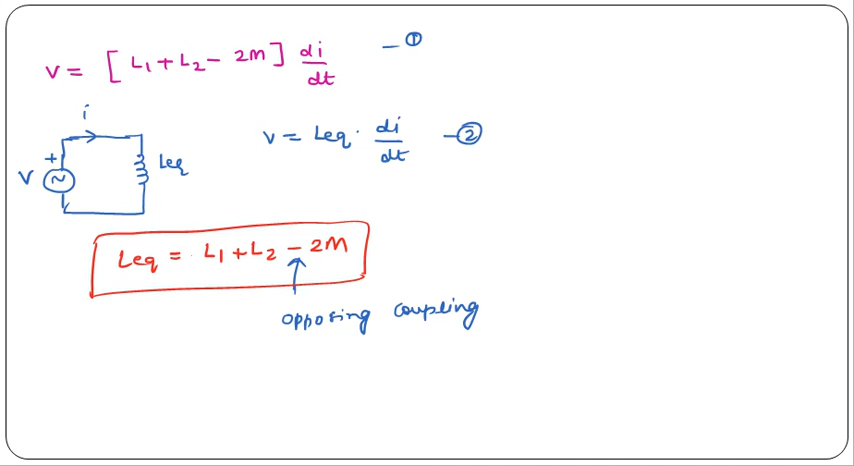 V = [L₁ + L₂ - 2M] di/dt — ①
i
V = Leq · di/dt — ②
+
V ~ Leq
Leq = L₁ + L₂ - 2M
opposing coupling